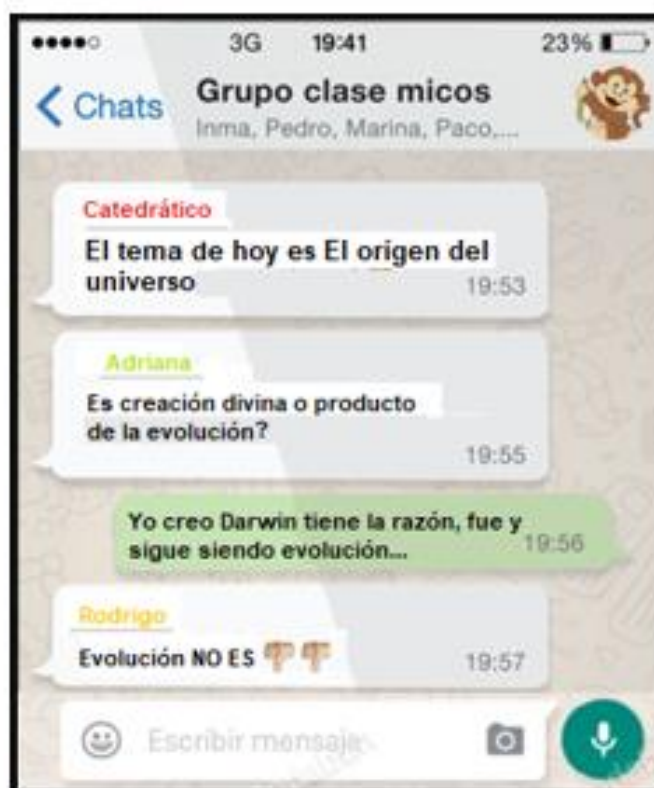 3G 19:41 23%
Chats
Grupo clase micos
Inma, Pedro, Marina, Paco,...
Catedrático
El tema de hoy es El origen del
universo 19:53
Adriana
Es creación divina o producto
de la evolución?
19:55
Yo creo Darwin tiene la razón, fue y
sigue siendo evolución... 19:56
Rodrigo
Evolución NO ES 👎👎 19:57
Escribir mensaje